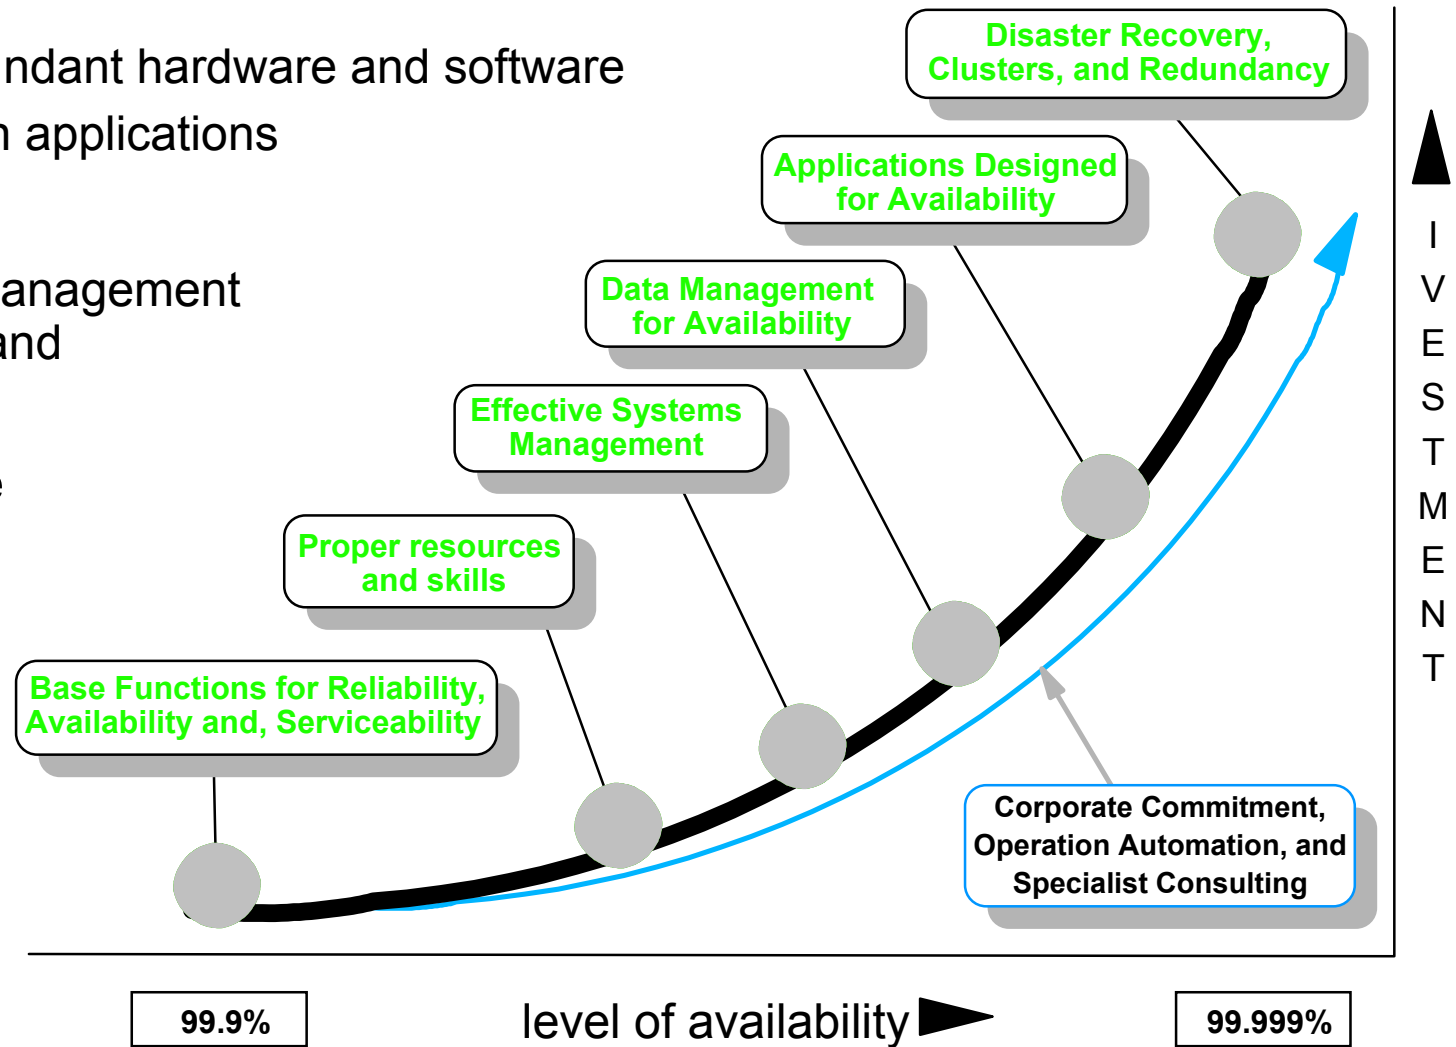 ndant hardware and software
applications
anagement
and
Disaster Recovery,
Clusters, and Redundancy
Applications Designed
for Availability
Data Management
for Availability
Effective Systems
Management
Proper resources
and skills
Base Functions for Reliability,
Availability and, Serviceability
Corporate Commitment,
Operation Automation, and
Specialist Consulting
I
V
E
S
T
M
E
N
T
99.9%
level of availability
99.999%